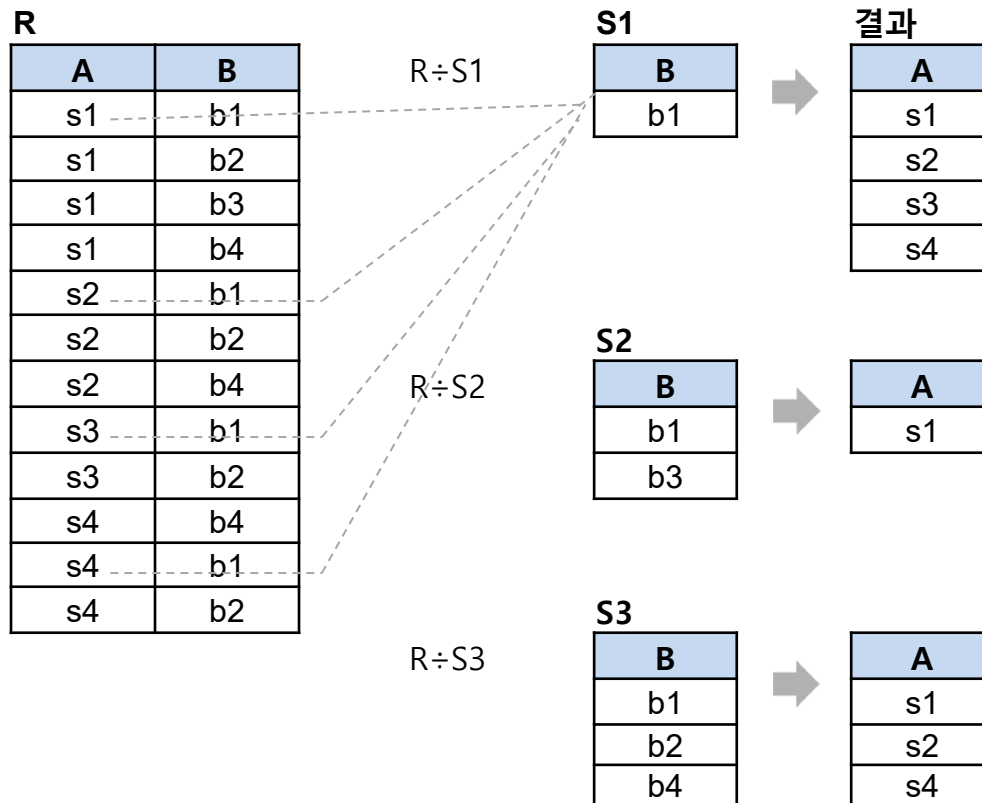 R
A B
s1 b1
s1 b2
s1 b3
s1 b4
s2 b1
s2 b2
s2 b4
s3 b1
s3 b2
s4 b4
s4 b1
s4 b2
R÷S1
S1
B
b1
결과
A
s1
s2
s3
s4
R÷S2
S2
B
b1
b3
A
s1
R÷S3
S3
B
b1
b2
b4
A
s1
s2
s4